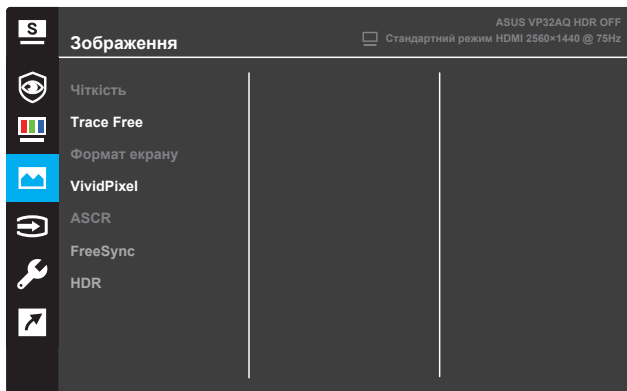 S
ASUS VP32AQ HDR OFF
Зображення
Стандартний режим HDMI 2560×1440 @ 75Hz
Чіткість
Trace Free
Формат екрану
VividPixel
ASCR
FreeSync
HDR